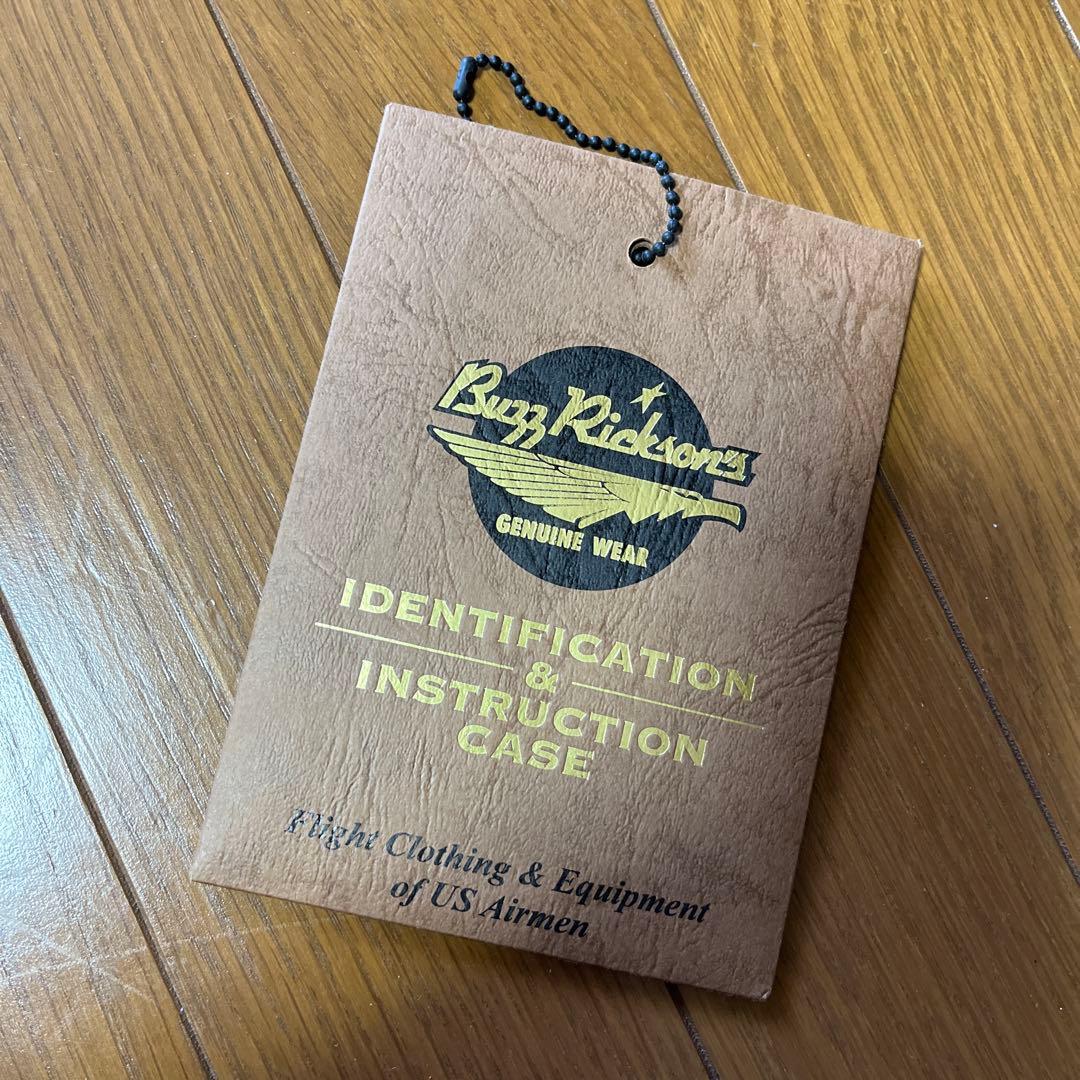 Buzz Rickson's
GENUINE WEAR
IDENTIFICATION
&
INSTRUCTION
CASE
Flight Clothing & Equipment
of US Airmen